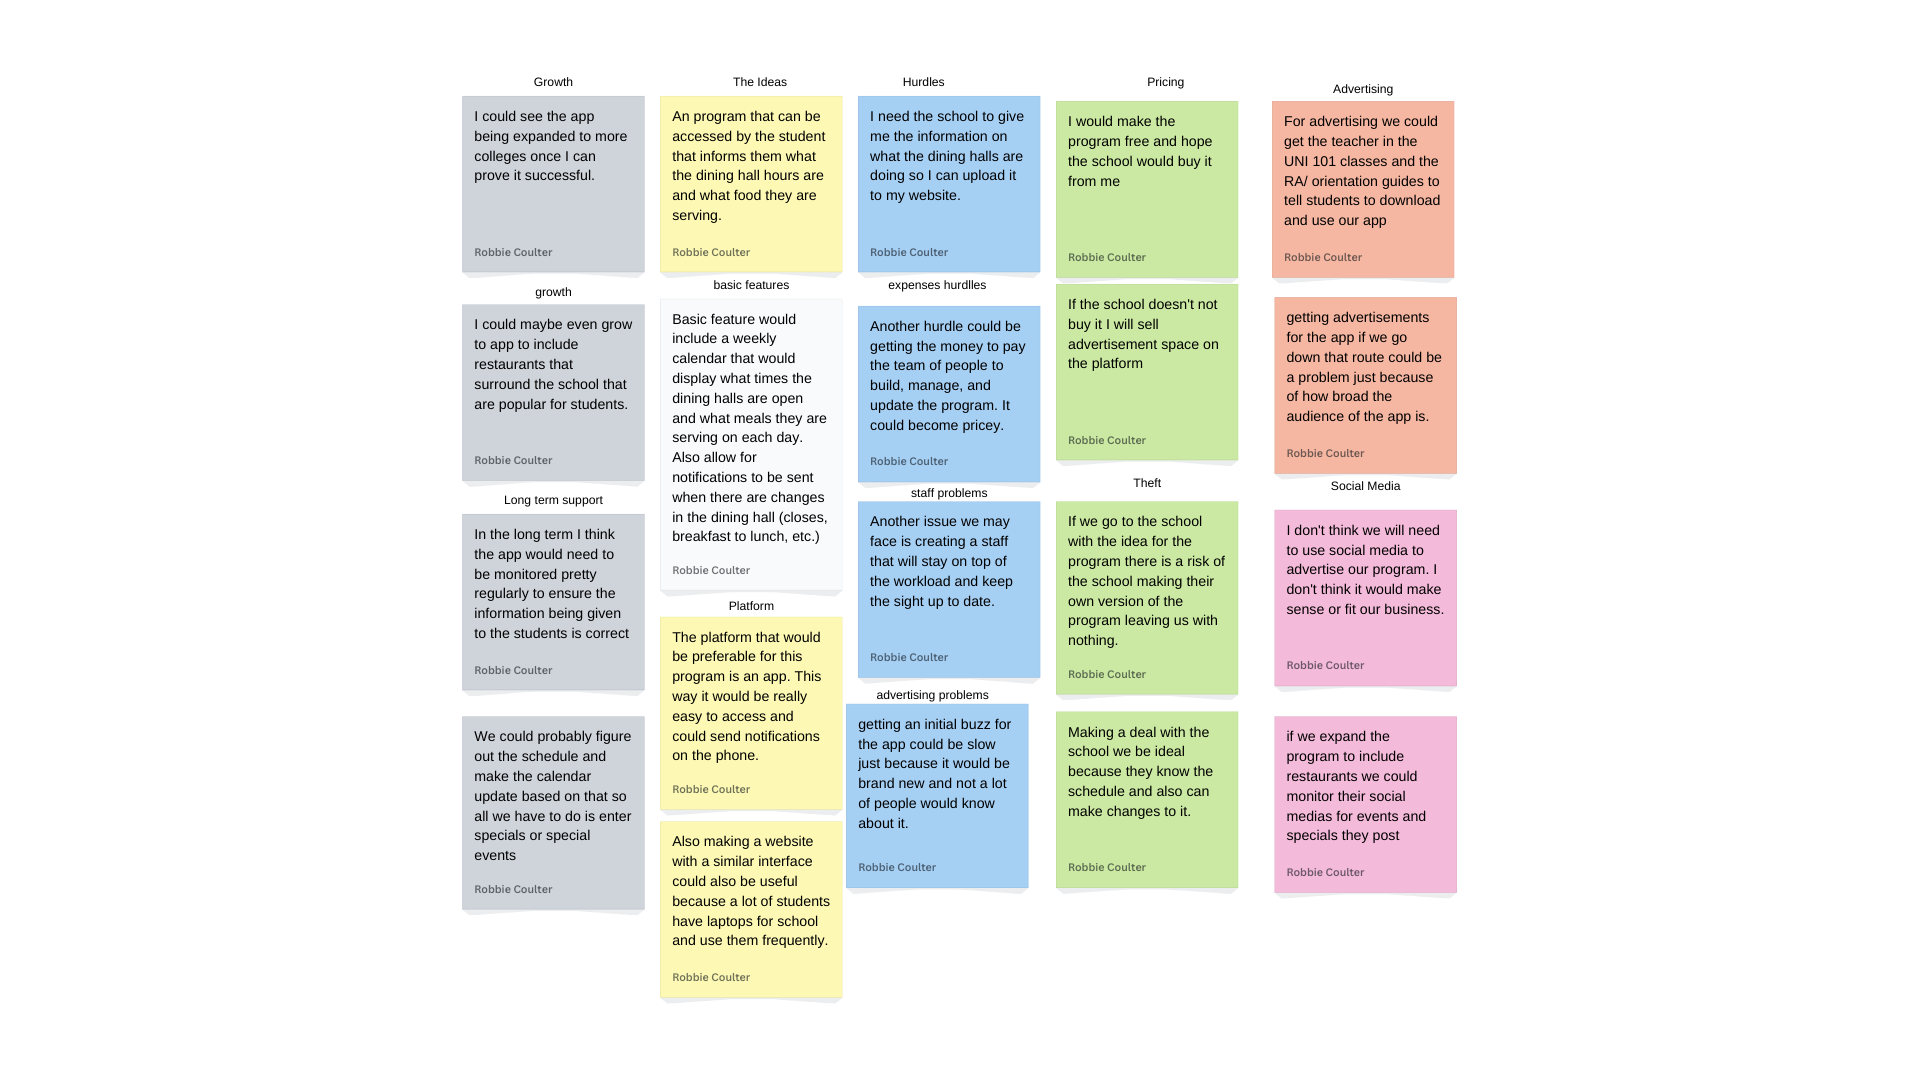 Growth
I could see the app
being expanded to more
colleges once I can
prove it successful.
Robbie Coulter
growth
I could maybe even grow
to app to include
restaurants that
surround the school that
are popular for students.
Robbie Coulter
Long term support
In the long term I think
the app would need to
be monitored pretty
regularly to ensure the
information being given
to the students is correct
Robbie Coulter
We could probably figure
out the schedule and
make the calendar
update based on that so
all we have to do is enter
specials or special
events
Robbie Coulter
The Ideas
An program that can be
accessed by the student
that informs them what
the dining hall hours are
and what food they are
serving.
Robbie Coulter
basic features
Basic feature would
include a weekly
calendar that would
display what times the
dining halls are open
and what meals they are
serving on each day.
Also allow for
notifications to be sent
when there are changes
in the dining hall (closes,
breakfast to lunch, etc.)
Robbie Coulter
Platform
The platform that would
be preferable for this
program is an app. This
way it would be really
easy to access and
could send notifications
on the phone.
Robbie Coulter
Also making a website
with a similar interface
could also be useful
because a lot of students
have laptops for school
and use them frequently.
Robbie Coulter
Hurdles
I need the school to give
me the information on
what the dining halls are
doing so I can upload it
to my website.
Robbie Coulter
expenses hurdlles
Another hurdle could be
getting the money to pay
the team of people to
build, manage, and
update the program. It
could become pricey.
Robbie Coulter
staff problems
Another issue we may
face is creating a staff
that will stay on top of
the workload and keep
the sight up to date.
Robbie Coulter
advertising problems
getting an initial buzz for
the app could be slow
just because it would be
brand new and not a lot
of people would know
about it.
Robbie Coulter
Pricing
I would make the
program free and hope
the school would buy it
from me
Robbie Coulter
If the school doesn't not
buy it I will sell
advertisement space on
the platform
Robbie Coulter
Theft
If we go to the school
with the idea for the
program there is a risk of
the school making their
own version of the
program leaving us with
nothing.
Robbie Coulter
Making a deal with the
school we be ideal
because they know the
schedule and also can
make changes to it.
Robbie Coulter
Advertising
For advertising we could
get the teacher in the
UNI 101 classes and the
RA/ orientation guides to
tell students to download
and use our app
Robbie Coulter
getting advertisements
for the app if we go
down that route could be
a problem just because
of how broad the
audience of the app is.
Robbie Coulter
Social Media
I don't think we will need
to use social media to
advertise our program. I
don't think it would make
sense or fit our business.
Robbie Coulter
if we expand the
program to include
restaurants we could
monitor their social
medias for events and
specials they post
Robbie Coulter